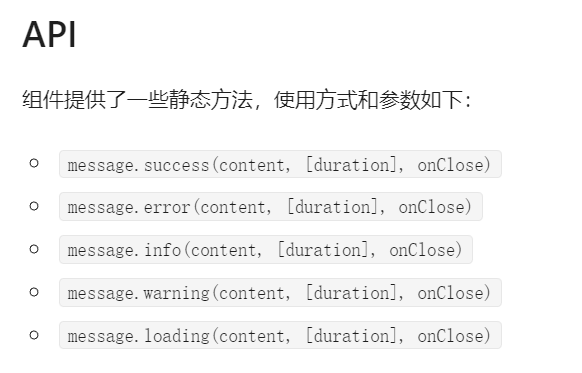 API
组件提供了一些静态方法，使用方式和参数如下：
message.success(content, [duration], onClose)
message.error(content, [duration], onClose)
message.info(content, [duration], onClose)
message.warning(content, [duration], onClose)
message.loading(content, [duration], onClose)